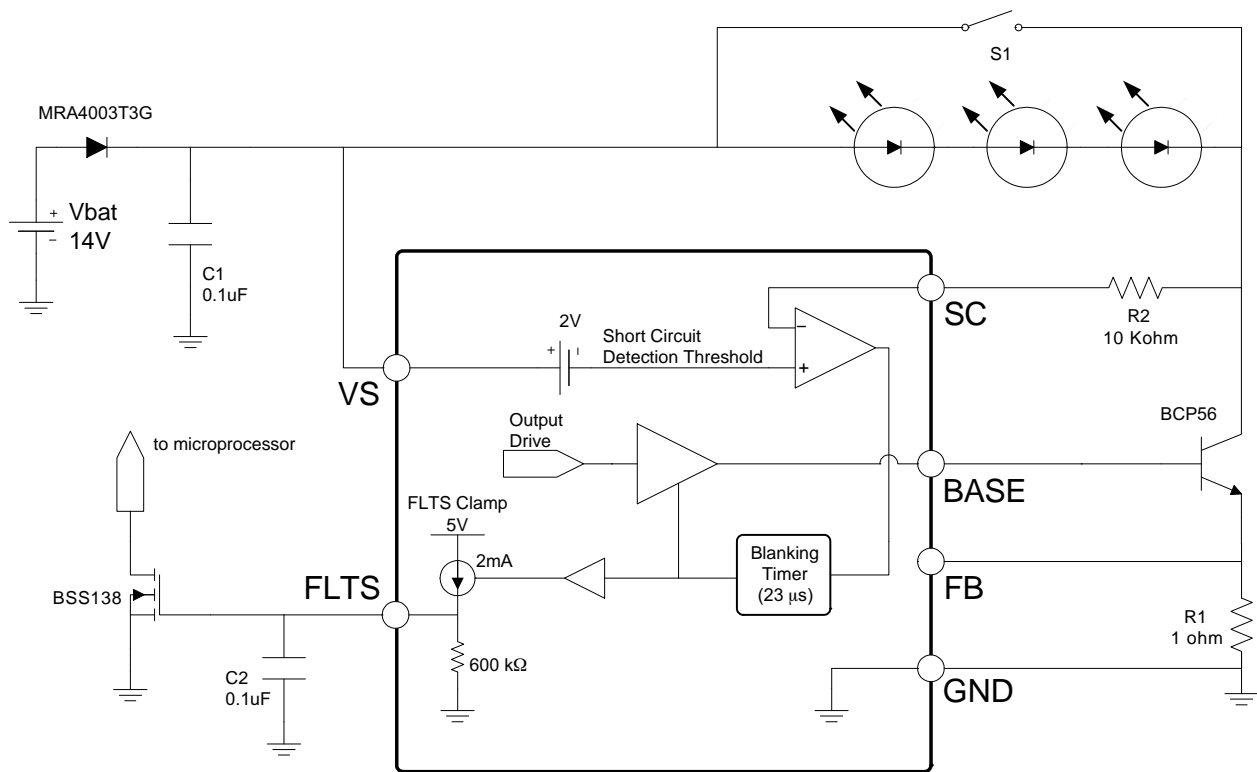 S1
MRA4003T3G
+
Vbat
−
14V
C1
0.1uF
SC
R2
10 Kohm
2V
+
-
Short Circuit
Detection Threshold
−
+
VS
BCP56
to microprocessor
Output
Drive
BASE
FLTS Clamp
5V
2mA
Blanking
Timer
(23 μs)
FLTS
FB
BSS138
R1
1 ohm
600 kΩ
C2
0.1uF
GND